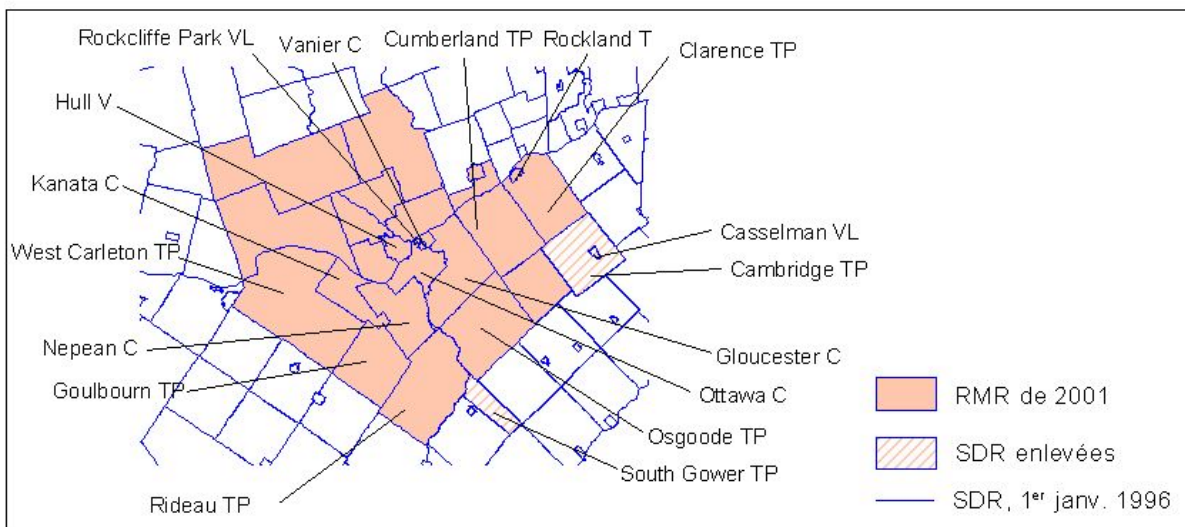 Rockcliffe Park VL
Vanier C
Cumberland TP
Rockland T
Clarence TP
Hull V
Kanata C
West Carleton TP
Casselman VL
Cambridge TP
Nepean C
Gloucester C
Goulbourn TP
Ottawa C
Osgoode TP
South Gower TP
Rideau TP
RMR de 2001
SDR enlevées
SDR, 1er janv. 1996